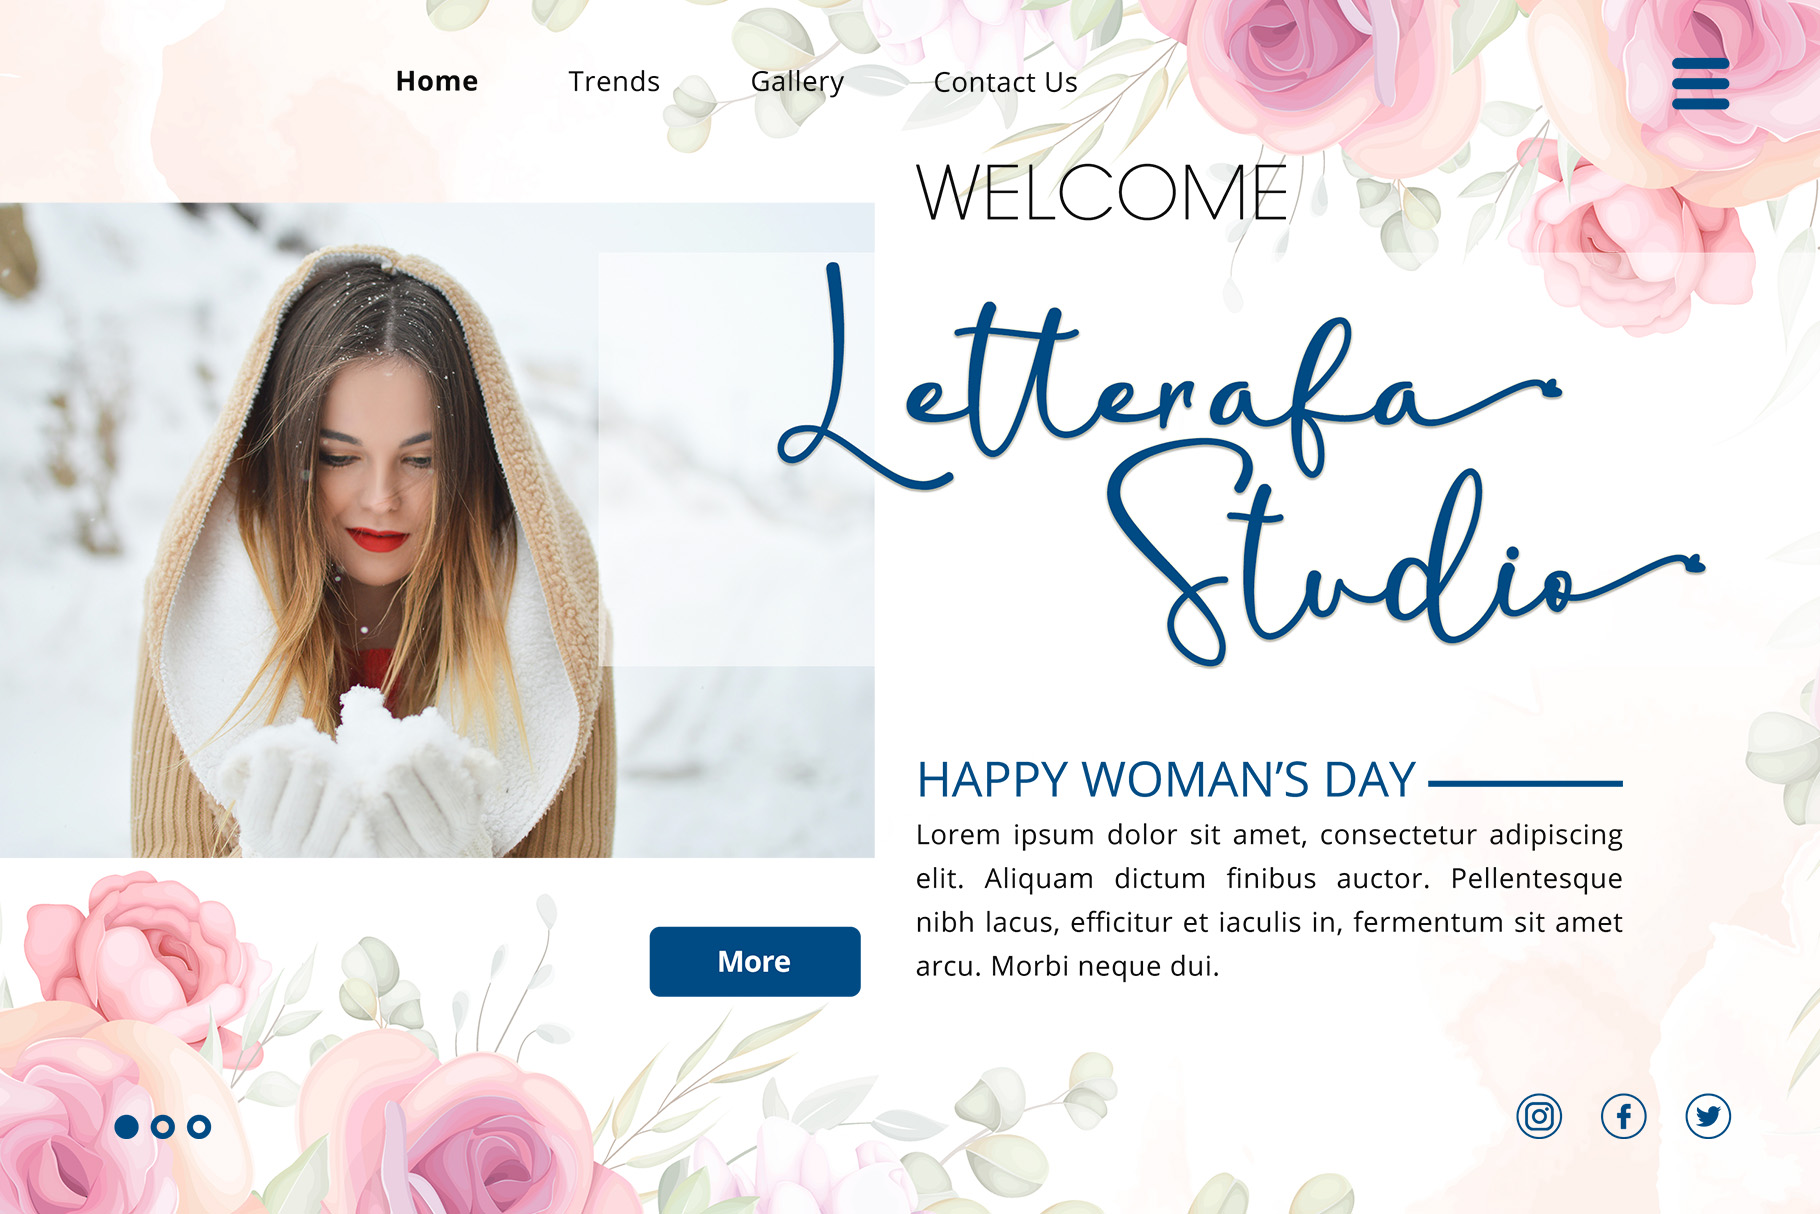 Home Trends Gallery Contact Us
WELCOME
Letterafa
Studio
HAPPY WOMAN’S DAY
Lorem ipsum dolor sit amet, consectetur adipiscing
elit. Aliquam dictum finibus auctor. Pellentesque
nibh lacus, efficitur et iaculis in, fermentum sit amet
arcu. Morbi neque dui.
More